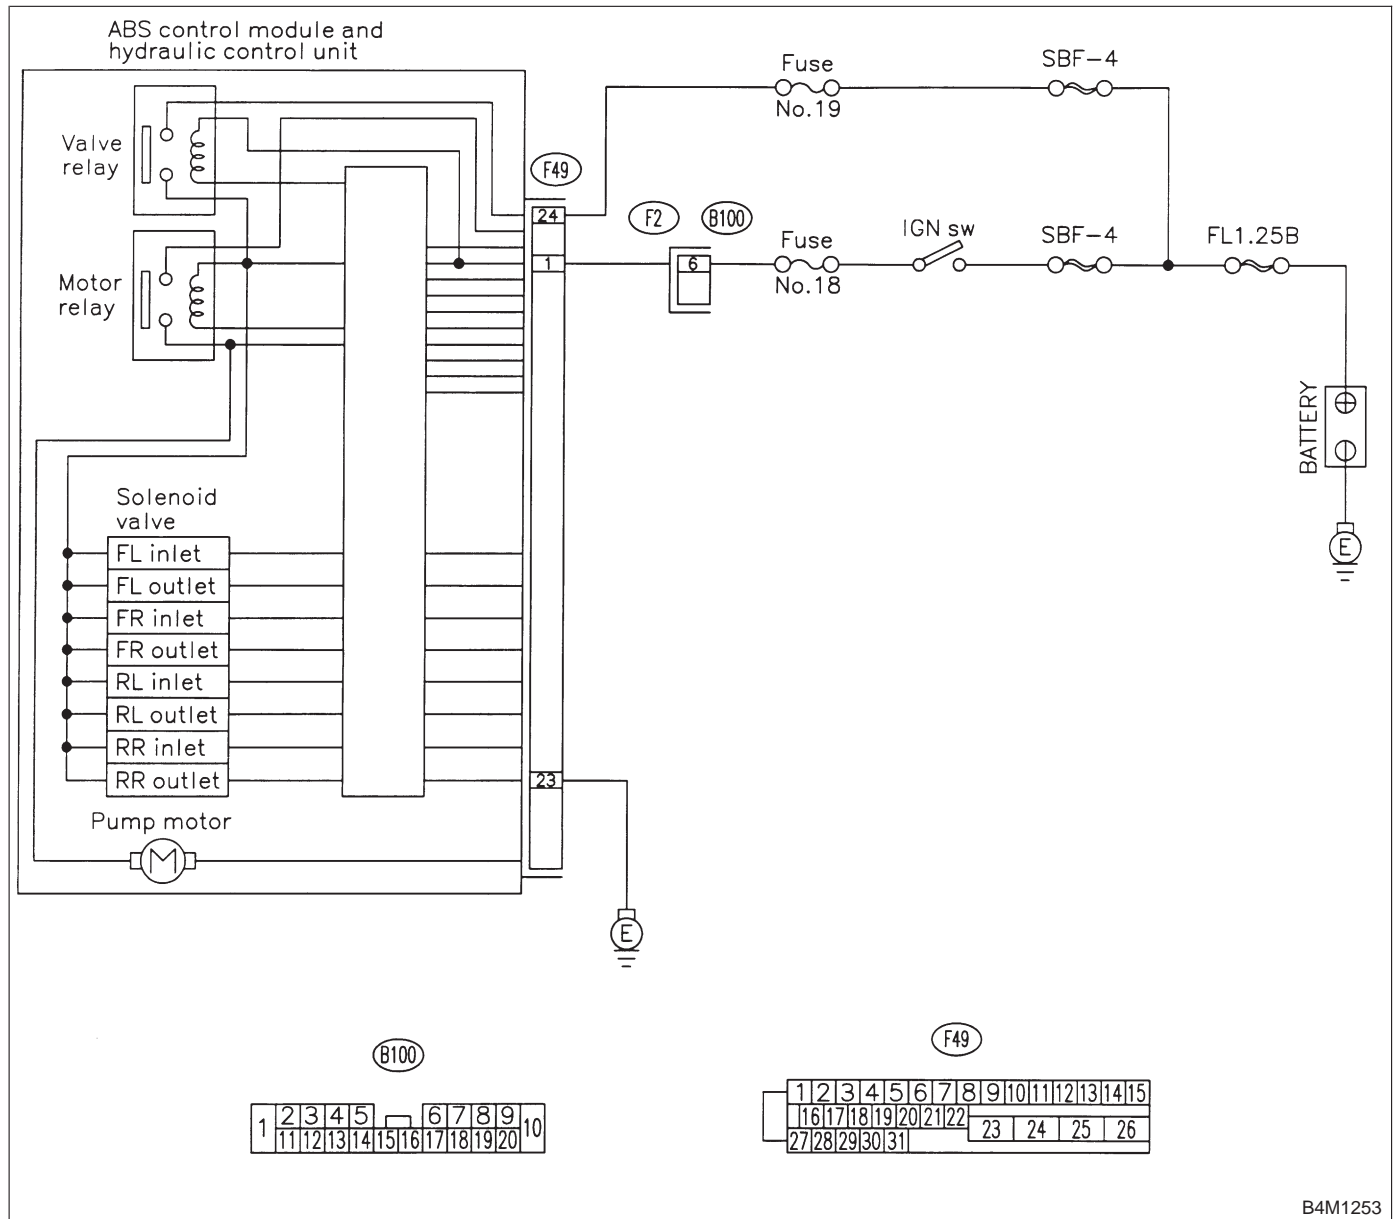 ABS control module and
hydraulic control unit
Valve
relay
Motor
relay
F49
24
1
23
F2
B100
6
Fuse
No.19
SBF-4
Fuse
No.18
IGN sw
SBF-4
FL1.25B
BATTERY
E
Solenoid
valve
FL inlet
FL outlet
FR inlet
FR outlet
RL inlet
RL outlet
RR inlet
RR outlet
Pump motor
M
E
B100
1 2 3 4 5 6 7 8 9 10
11 12 13 14 15 16 17 18 19 20
F49
1 2 3 4 5 6 7 8 9 10 11 12 13 14 15
16 17 18 19 20 21 22
23 24 25 26
27 28 29 30 31
B4M1253